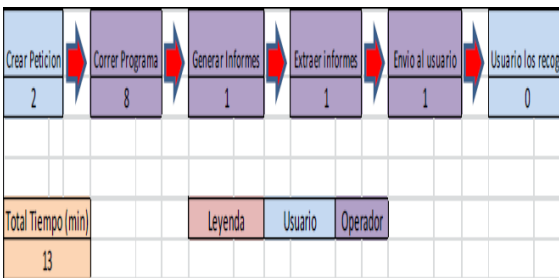 Crear Peticion Correr Programa Generar Informes Extraer informes Envio al usuario Usuario los
2 8 1 1 1 0
Total Tiempo (min) Leyenda Usuario Operador
13